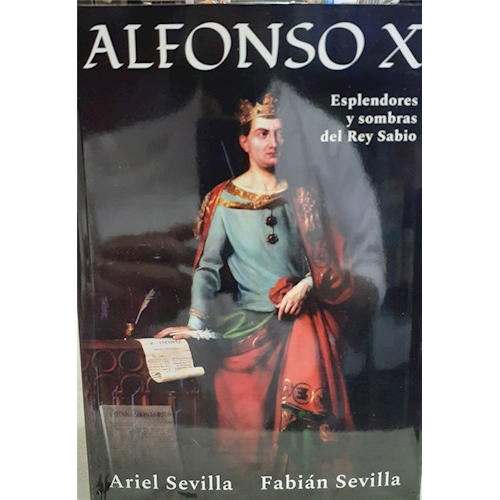 ALFONSO X
Esplendores
y sombras
del Rey Sabio
Ariel Sevilla Fabián Sevilla